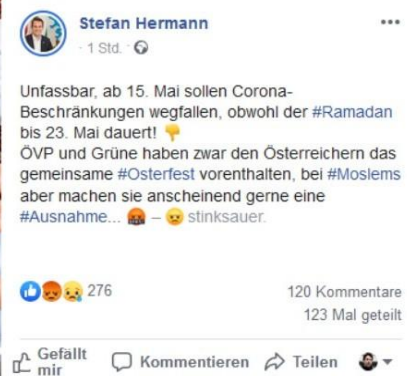 Stefan Hermann
· 1 Std. ·
Unfassbar, ab 15. Mai sollen Corona-
Beschränkungen wegfallen, obwohl der #Ramadan
bis 23. Mai dauert! 👎
ÖVP und Grüne haben zwar den Österreichern das
gemeinsame #Osterfest vorenthalten, bei #Moslems
aber machen sie anscheinend gerne eine
#Ausnahme... 🤬 – 😠 stinksauer.
276
120 Kommentare
123 Mal geteilt
Gefällt
mir
Kommentieren
Teilen